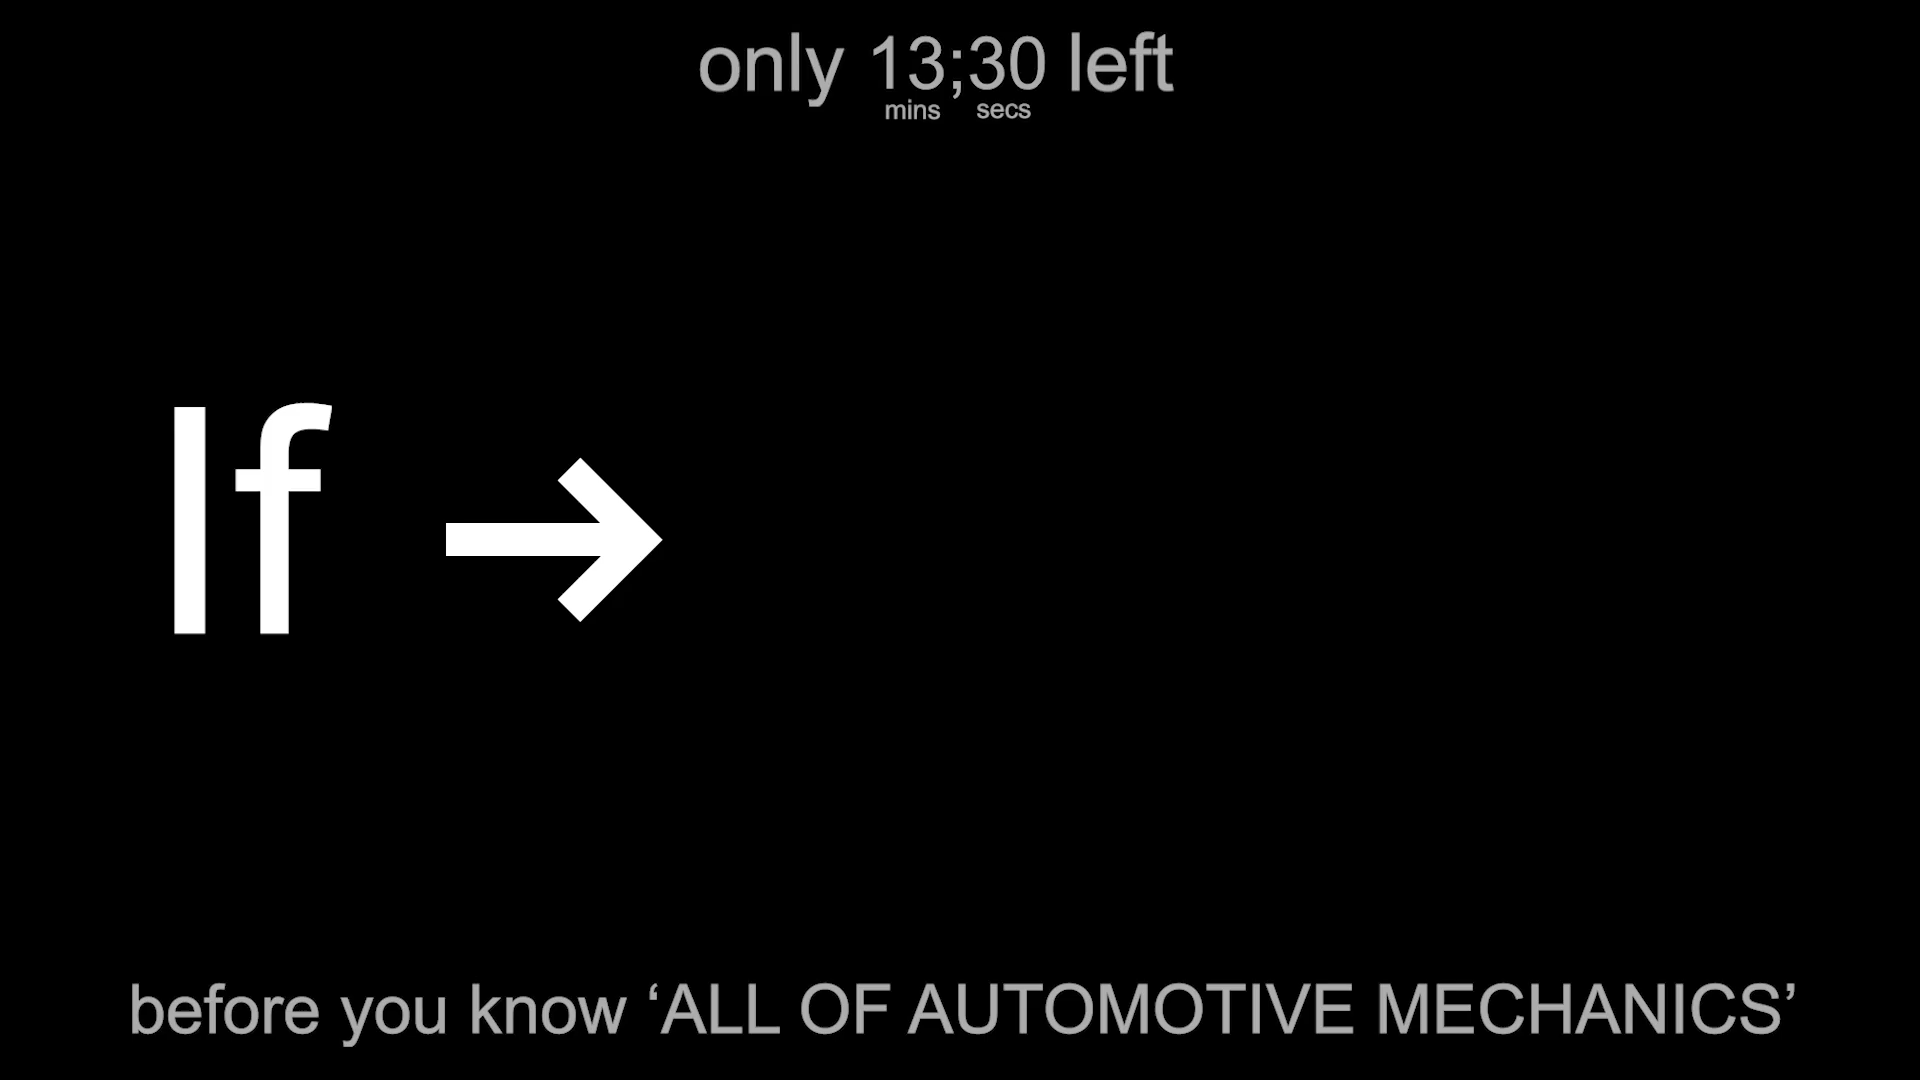 only 13;30 left
mins secs
If →
before you know ‘ALL OF AUTOMOTIVE MECHANICS’